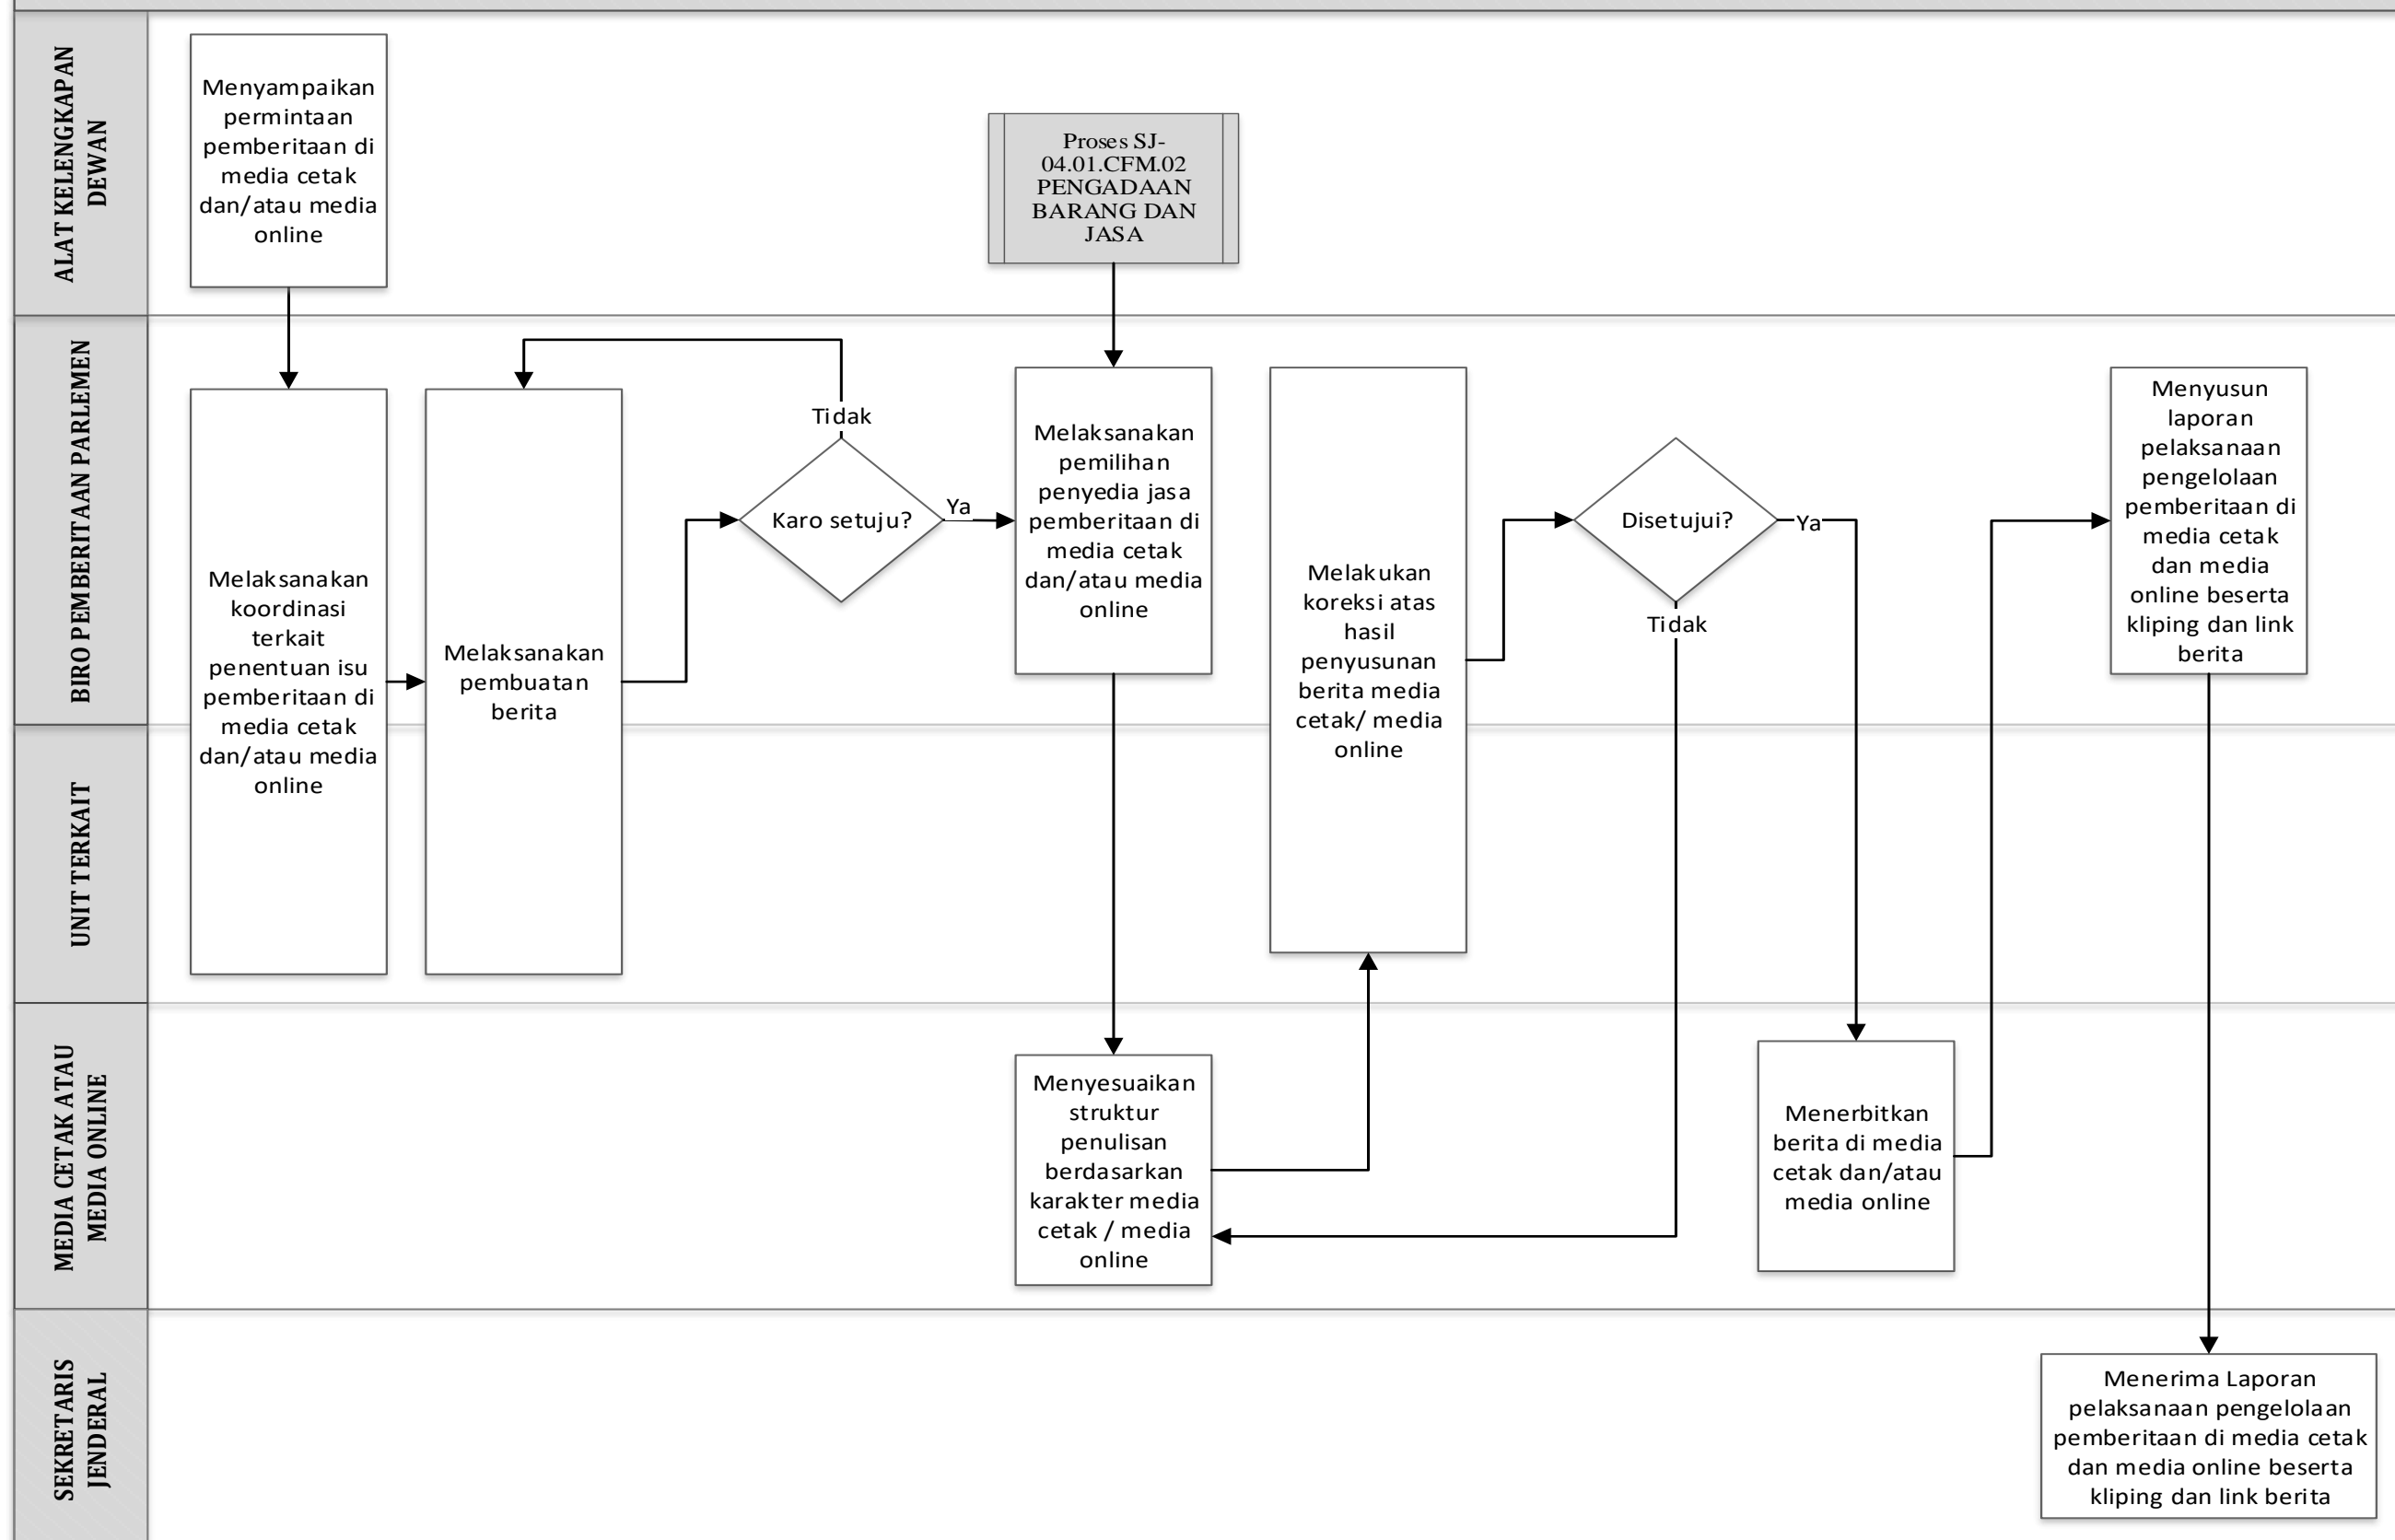 ALAT KELENGKAPAN
DEWAN
Menyampaikan
permintaan
pemberitaan di
media cetak
dan/atau media
online
Proses SJ-
04.01.CFM.02
PENGADAAN
BARANG DAN
JASA
BIRO PEMBERITAAN PARLEMEN
Melaksanakan
koordinasi
terkait
penentuan isu
pemberitaan di
media cetak
dan/atau media
online
Melaksanakan
pembuatan
berita
Tidak
Karo setuju?
Ya
Melaksanakan
pemilihan
penyedia jasa
pemberitaan di
media cetak
dan/atau media
online
Melakukan
koreksi atas
hasil
penyusunan
berita media
cetak/ media
online
Disetujui?
Ya
Tidak
Menyusun
laporan
pelaksanaan
pengelolaan
pemberitaan di
media cetak
dan media
online beserta
kliping dan link
berita
UNIT TERKAIT
MEDIA CETAK ATAU
MEDIA ONLINE
Menyesuaikan
struktur
penulisan
berdasarkan
karakter media
cetak / media
online
Menerbitkan
berita di media
cetak dan/atau
media online
SEKRETARIS
JENDERAL
Menerima Laporan
pelaksanaan pengelolaan
pemberitaan di media cetak
dan media online beserta
kliping dan link berita